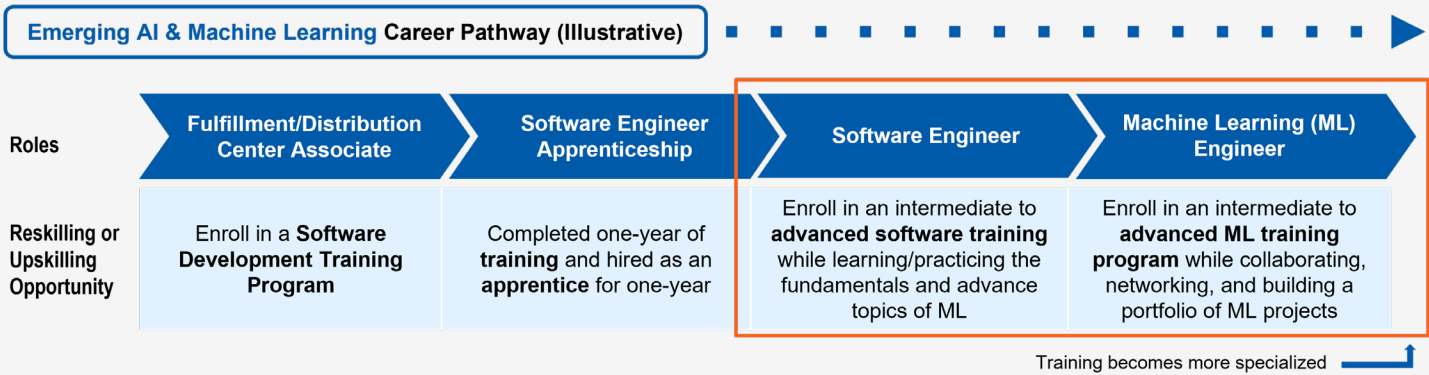 Emerging AI & Machine Learning Career Pathway (Illustrative)
Roles
Fulfillment/Distribution
Center Associate
Software Engineer
Apprenticeship
Software Engineer
Machine Learning (ML)
Engineer
Reskilling or
Upskilling
Opportunity
Enroll in a Software
Development Training
Program
Completed one-year of
training and hired as an
apprentice for one-year
Enroll in an intermediate to
advanced software training
while learning/practicing the
fundamentals and advance
topics of ML
Enroll in an intermediate to
advanced ML training
program while collaborating,
networking, and building a
portfolio of ML projects
Training becomes more specialized